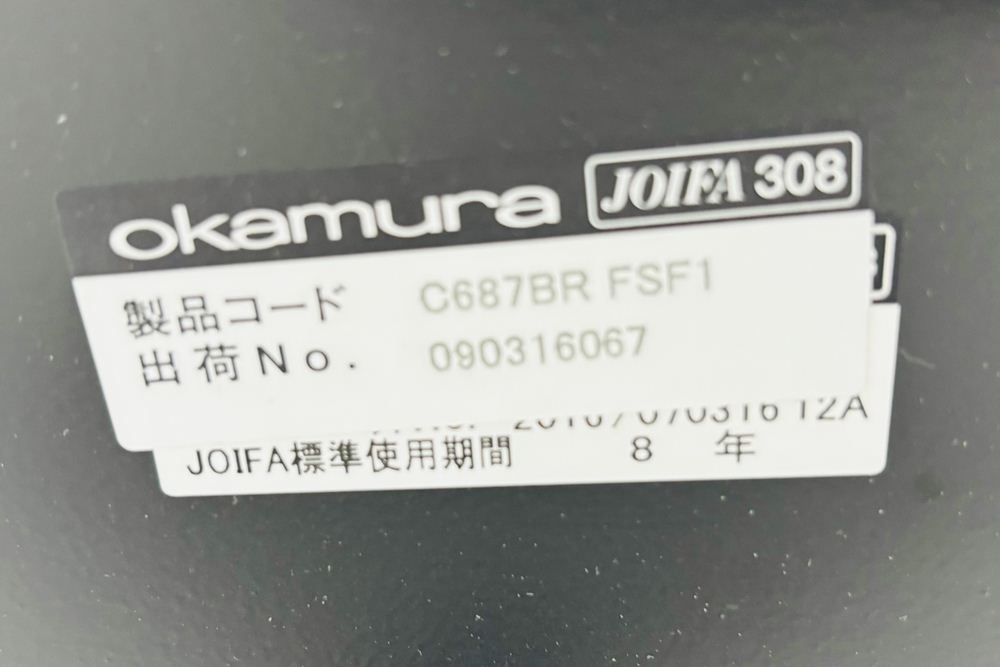 okamura JOIFA 308
製品コード C687BR FSF1
出荷No. 090316067
12A
JOIFA標準使用期間 8 年